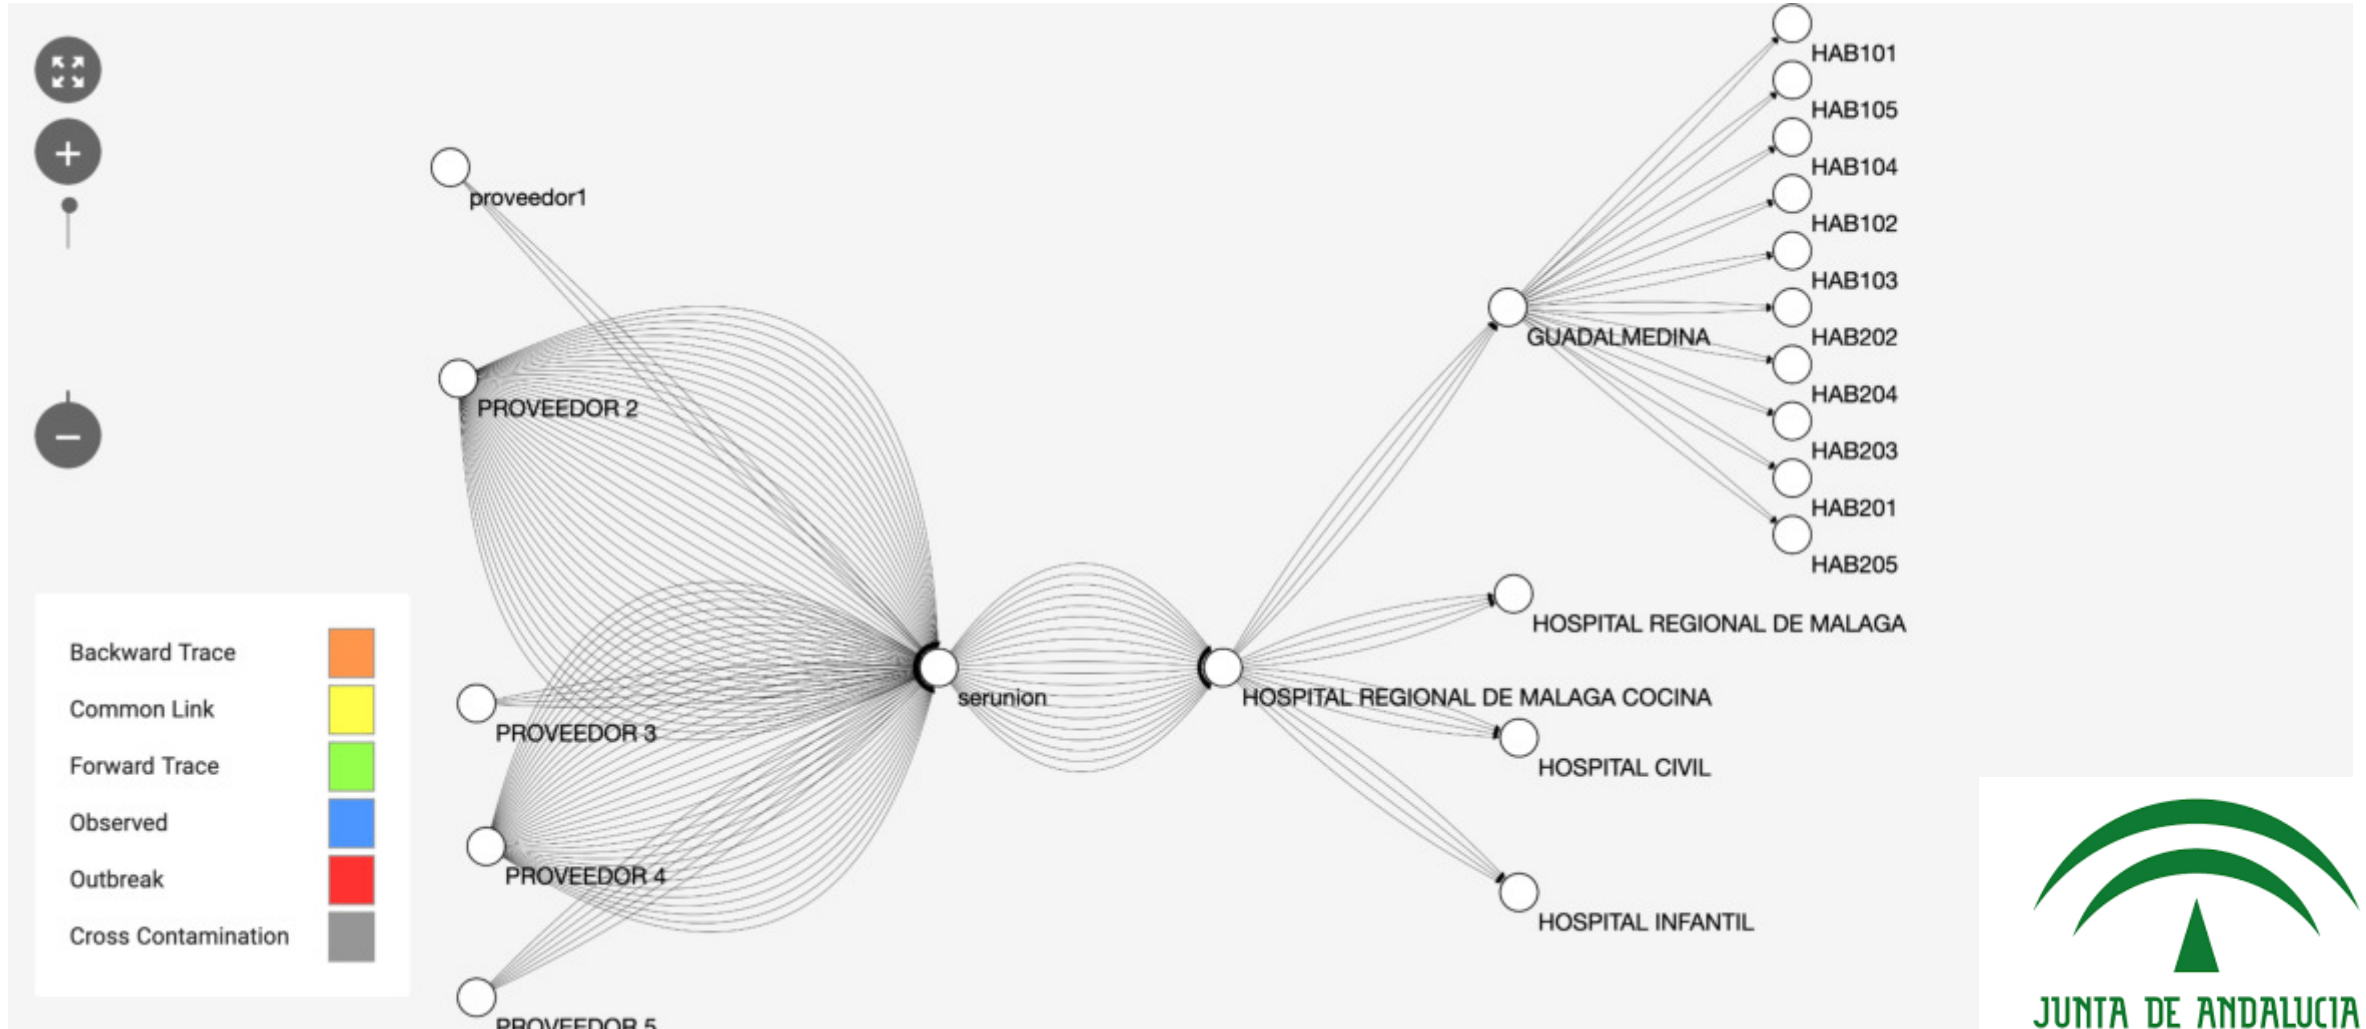 HAB101
HAB105
HAB104
proveedor1
HAB102
HAB103
GUADALMEDINA
HAB202
HAB204
PROVEEDOR 2
HAB203
HAB201
HAB205
HOSPITAL REGIONAL DE MALAGA
serunion
HOSPITAL REGIONAL DE MALAGA COCINA
PROVEEDOR 3
HOSPITAL CIVIL
PROVEEDOR 4
HOSPITAL INFANTIL
PROVEEDOR 5
Backward Trace
Common Link
Forward Trace
Observed
Outbreak
Cross Contamination
JUNTA DE ANDALUCIA